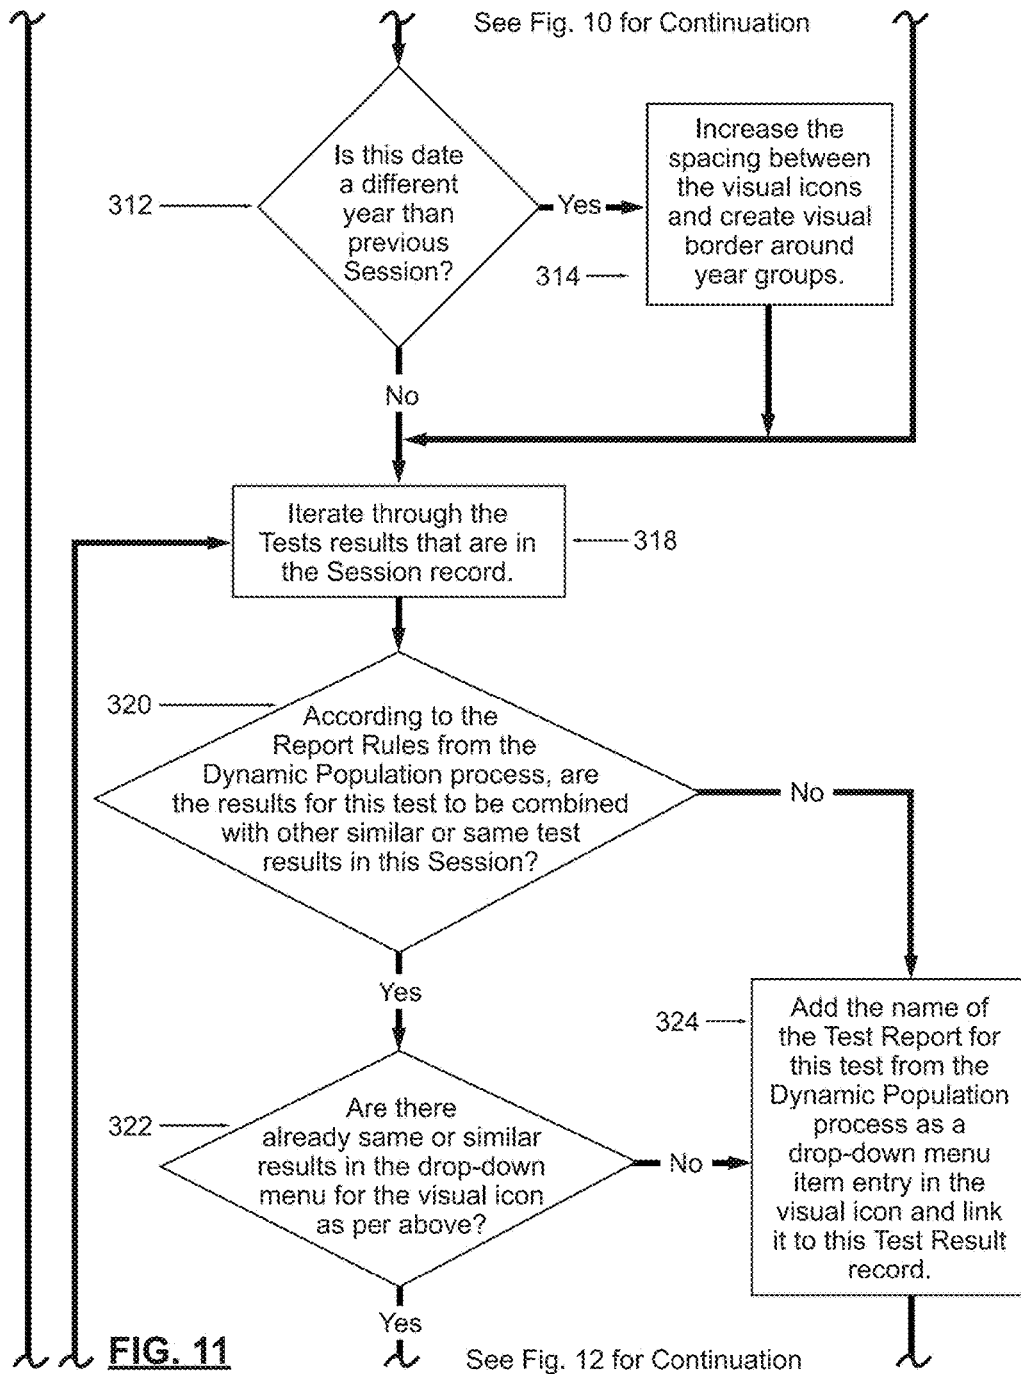 See Fig. 10 for Continuation
Is this date
a different
year than
previous
Session?
312
Yes
Increase the
spacing between
the visual icons
and create visual
border around
year groups.
314
No
Iterate through the
Tests results that are in
the Session record.
318
320
According to the
Report Rules from the
Dynamic Population process, are
the results for this test to be combined
with other similar or same test
results in this Session?
No
Yes
322
Are there
already same or similar
results in the drop-down
menu for the visual icon
as per above?
No
324
Add the name of
the Test Report for
this test from the
Dynamic Population
process as a
drop-down menu
item entry in the
visual icon and link
it to this Test Result
record.
Yes
FIG. 11
See Fig. 12 for Continuation